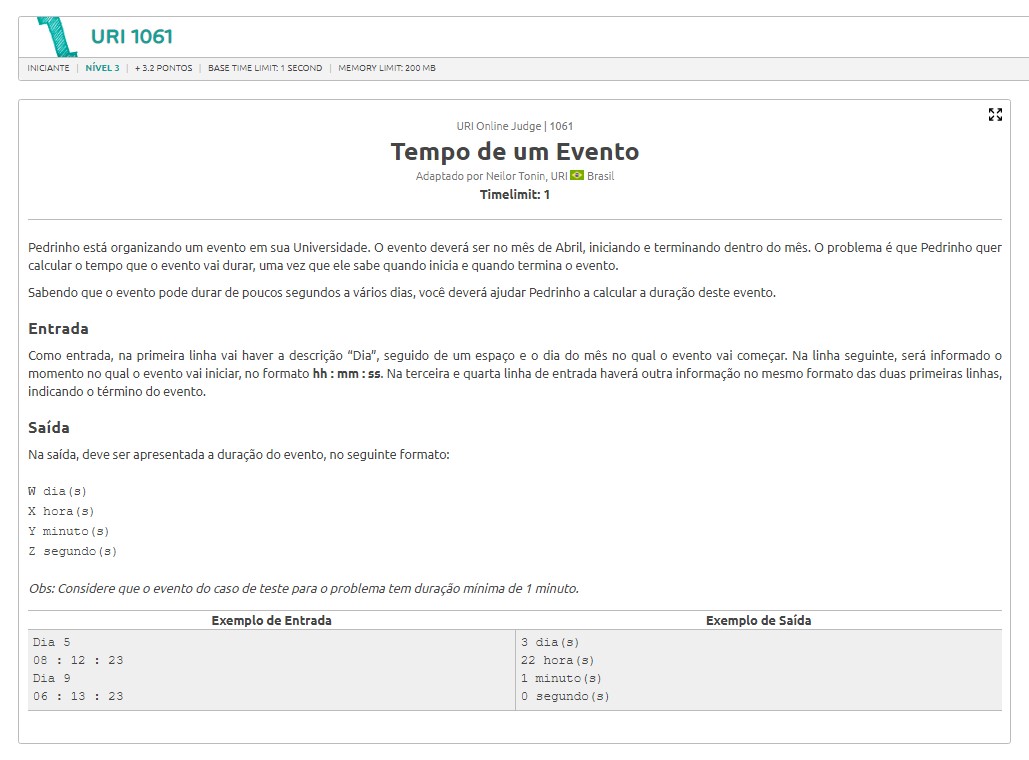 URI 1061
INICIANTE | NÍVEL 3 | + 3.2 PONTOS | BASE TIME LIMIT: 1 SECOND | MEMORY LIMIT: 200 MB
URI Online Judge | 1061
Tempo de um Evento
Adaptado por Neilor Tonin, URI Brasil
Timelimit: 1
Pedrinho está organizando um evento em sua Universidade. O evento deverá ser no mês de Abril, iniciando e terminando dentro do mês. O problema é que Pedrinho quer
calcular o tempo que o evento vai durar, uma vez que ele sabe quando inicia e quando termina o evento.
Sabendo que o evento pode durar de poucos segundos a vários dias, você deverá ajudar Pedrinho a calcular a duração deste evento.
Entrada
Como entrada, na primeira linha vai haver a descrição “Dia”, seguido de um espaço e o dia do mês no qual o evento vai começar. Na linha seguinte, será informado o
momento no qual o evento vai iniciar, no formato hh : mm : ss. Na terceira e quarta linha de entrada haverá outra informação no mesmo formato das duas primeiras linhas,
indicando o término do evento.
Saída
Na saída, deve ser apresentada a duração do evento, no seguinte formato:
W dia(s)
X hora(s)
Y minuto(s)
Z segundo(s)
Obs: Considere que o evento do caso de teste para o problema tem duração mínima de 1 minuto.
Exemplo de Entrada
Exemplo de Saída
Dia 5
08 : 12 : 23
Dia 9
06 : 13 : 23
3 dia(s)
22 hora(s)
1 minuto(s)
0 segundo(s)